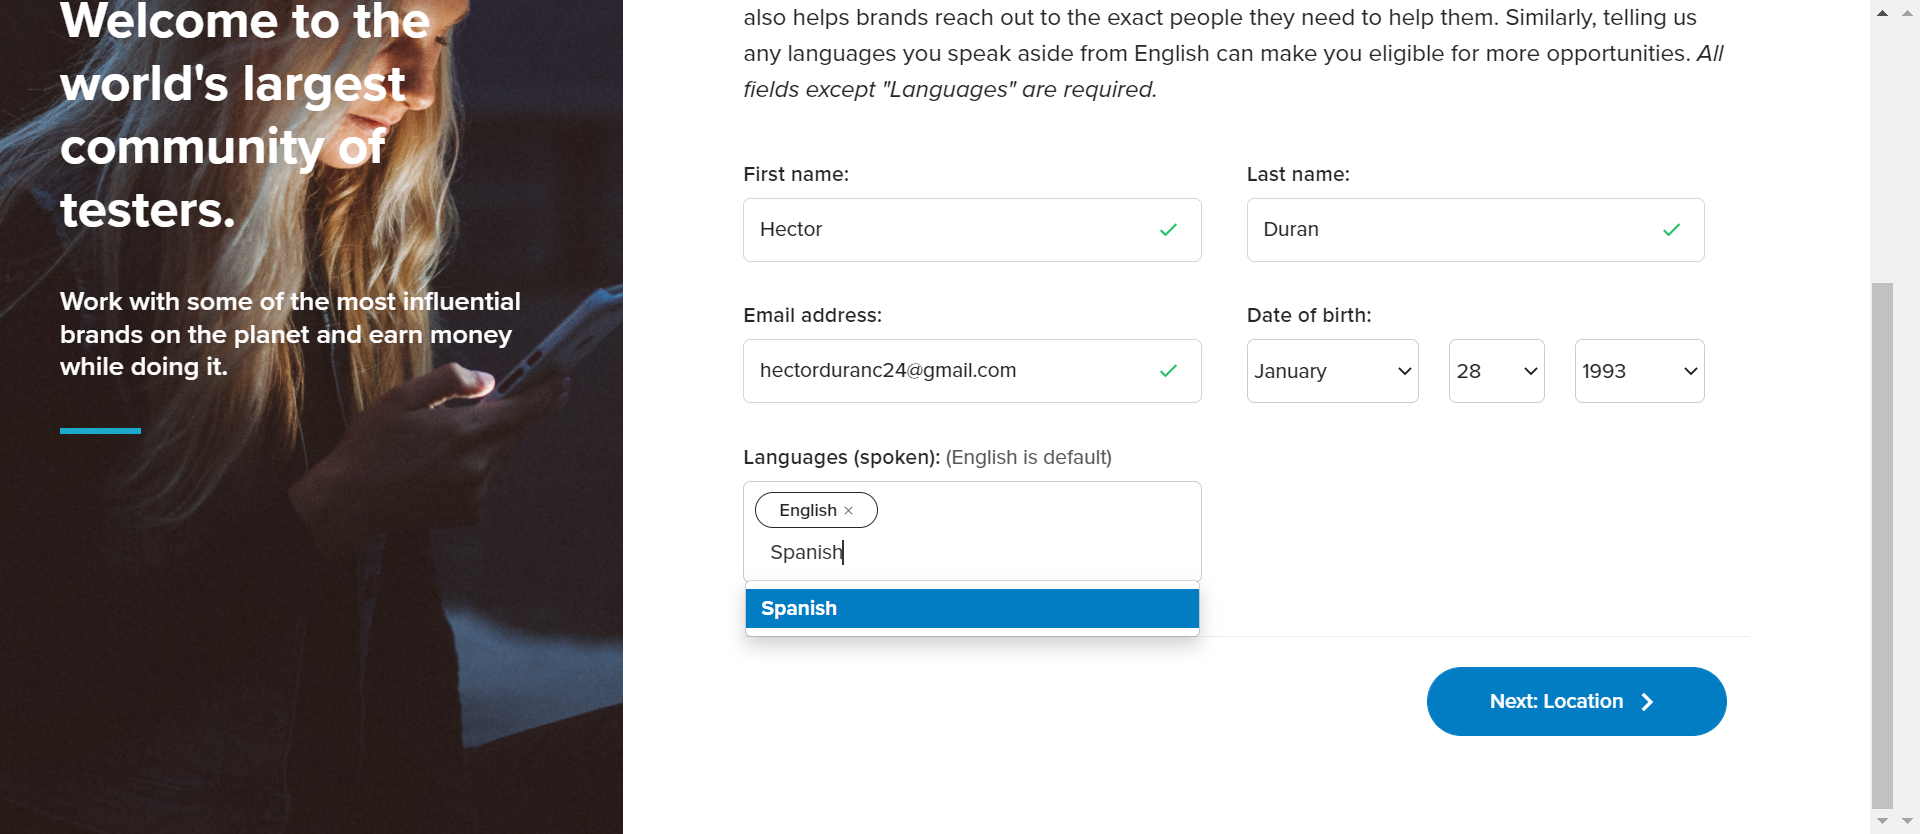 Welcome to the
world's largest
community of
testers.
Work with some of the most influential
brands on the planet and earn money
while doing it.
also helps brands reach out to the exact people they need to help them. Similarly, telling us
any languages you speak aside from English can make you eligible for more opportunities. All
fields except "Languages" are required.
First name:
Last name:
Hector
Duran
Email address:
Date of birth:
hectorduranc24@gmail.com
January
28
1993
Languages (spoken): (English is default)
English ×
Spanish
Spanish
Next: Location